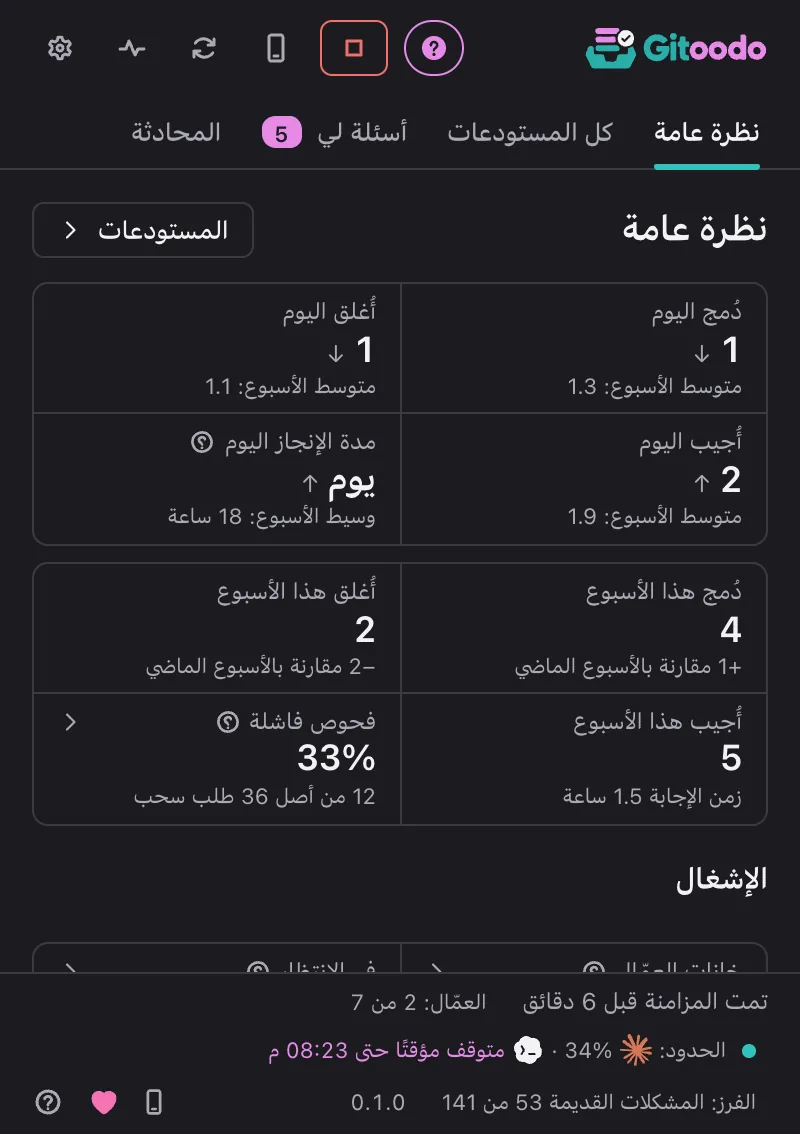 Gitoodo
نظرة عامة
كل المستودعات
أسئلة لي 5
المحادثة
نظرة عامة
المستودعات
دُمج اليوم
1 ↓
متوسط الأسبوع: 1.3
أُغلق اليوم
1 ↓
متوسط الأسبوع: 1.1
أُجيب اليوم
2 ↑
متوسط الأسبوع: 1.9
مدة الإنجاز اليوم
يوم ↑
وسيط الأسبوع: 18 ساعة
دُمج هذا الأسبوع
4
+1 مقارنة بالأسبوع الماضي
أُغلق هذا الأسبوع
2
−2 مقارنة بالأسبوع الماضي
أُجيب هذا الأسبوع
5
زمن الإجابة 1.5 ساعة
فحوص فاشلة
33%
12 من أصل 36 طلب سحب
الإشغال
خانات العمّال
في الانتظار
تمت المزامنة قبل 6 دقائق
العمّال: 2 من 7
الحدود: 34% · متوقف مؤقتًا حتى 08:23 م
الفرز: المشكلات القديمة 53 من 141
0.1.0